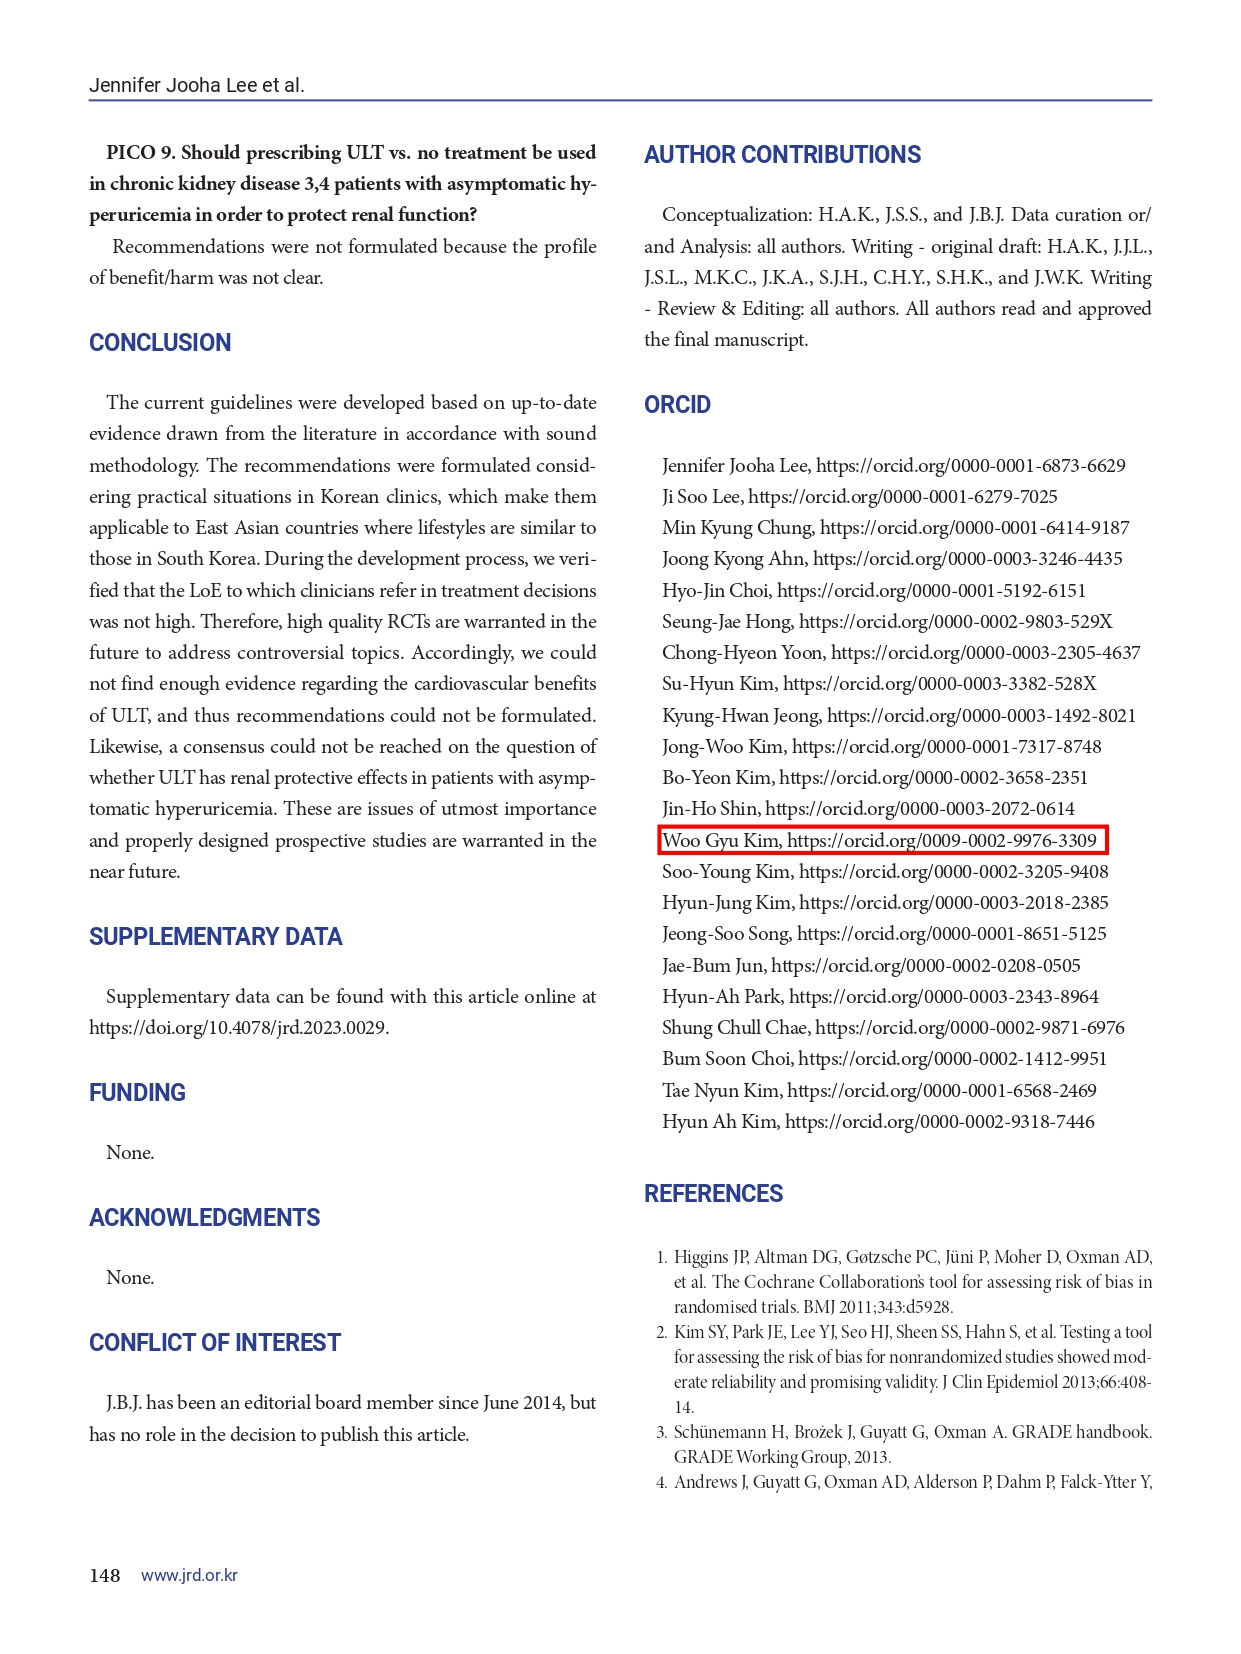 Jennifer Jooha Lee et al.
PICO 9. Should prescribing ULT vs. no treatment be used
in chronic kidney disease 3,4 patients with asymptomatic hy-
peruricemia in order to protect renal function?
Recommendations were not formulated because the profile
of benefit/harm was not clear.
CONCLUSION
The current guidelines were developed based on up-to-date
evidence drawn from the literature in accordance with sound
methodology. The recommendations were formulated consid-
ering practical situations in Korean clinics, which make them
applicable to East Asian countries where lifestyles are similar to
those in South Korea. During the development process, we veri-
fied that the LoE to which clinicians refer in treatment decisions
was not high. Therefore, high quality RCTs are warranted in the
future to address controversial topics. Accordingly, we could
not find enough evidence regarding the cardiovascular benefits
of ULT, and thus recommendations could not be formulated.
Likewise, a consensus could not be reached on the question of
whether ULT has renal protective effects in patients with asymp-
tomatic hyperuricemia. These are issues of utmost importance
and properly designed prospective studies are warranted in the
near future.
SUPPLEMENTARY DATA
Supplementary data can be found with this article online at
https://doi.org/10.4078/jrd.2023.0029.
FUNDING
None.
ACKNOWLEDGMENTS
None.
CONFLICT OF INTEREST
J.B.J. has been an editorial board member since June 2014, but
has no role in the decision to publish this article.
AUTHOR CONTRIBUTIONS
Conceptualization: H.A.K., J.S.S., and J.B.J. Data curation or/
and Analysis: all authors. Writing - original draft: H.A.K., J.J.L.,
J.S.L., M.K.C., J.K.A., S.J.H., C.H.Y., S.H.K., and J.W.K. Writing
- Review & Editing: all authors. All authors read and approved
the final manuscript.
ORCID
Jennifer Jooha Lee, https://orcid.org/0000-0001-6873-6629
Ji Soo Lee, https://orcid.org/0000-0001-6279-7025
Min Kyung Chung, https://orcid.org/0000-0001-6414-9187
Joong Kyong Ahn, https://orcid.org/0000-0003-3246-4435
Hyo-Jin Choi, https://orcid.org/0000-0001-5192-6151
Seung-Jae Hong, https://orcid.org/0000-0002-9803-529X
Chong-Hyeon Yoon, https://orcid.org/0000-0003-2305-4637
Su-Hyun Kim, https://orcid.org/0000-0003-3382-528X
Kyung-Hwan Jeong, https://orcid.org/0000-0003-1492-8021
Jong-Woo Kim, https://orcid.org/0000-0001-7317-8748
Bo-Yeon Kim, https://orcid.org/0000-0002-3658-2351
Jin-Ho Shin, https://orcid.org/0000-0003-2072-0614
Woo Gyu Kim, https://orcid.org/0009-0002-9976-3309
Soo-Young Kim, https://orcid.org/0000-0002-3205-9408
Hyun-Jung Kim, https://orcid.org/0000-0003-2018-2385
Jeong-Soo Song, https://orcid.org/0000-0001-8651-5125
Jae-Bum Jun, https://orcid.org/0000-0002-0208-0505
Hyun-Ah Park, https://orcid.org/0000-0003-2343-8964
Shung Chull Chae, https://orcid.org/0000-0002-9871-6976
Bum Soon Choi, https://orcid.org/0000-0002-1412-9951
Tae Nyun Kim, https://orcid.org/0000-0001-6568-2469
Hyun Ah Kim, https://orcid.org/0000-0002-9318-7446
REFERENCES
1. Higgins JP, Altman DG, Gøtzsche PC, Jüni P, Moher D, Oxman AD,
et al. The Cochrane Collaboration's tool for assessing risk of bias in
randomised trials. BMJ 2011;343:d5928.
2. Kim SY, Park JE, Lee YJ, Seo HJ, Sheen SS, Hahn S, et al. Testing a tool
for assessing the risk of bias for nonrandomized studies showed mod-
erate reliability and promising validity. J Clin Epidemiol 2013;66:408-
14.
3. Schünemann H, Brożek J, Guyatt G, Oxman A. GRADE handbook.
GRADE Working Group, 2013.
4. Andrews J, Guyatt G, Oxman AD, Alderson P, Dahm P, Falck-Ytter Y,
148 www.jrd.or.kr